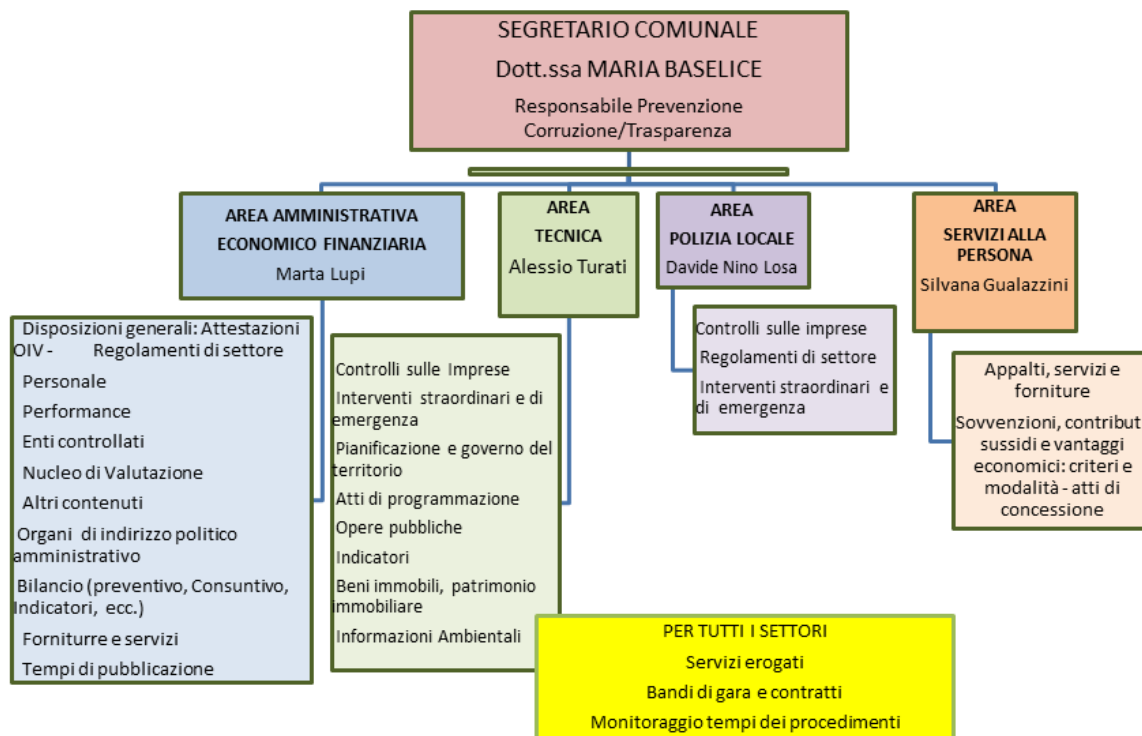 SEGRETARIO COMUNALE
Dott.ssa MARIA BASELICE
Responsabile Prevenzione
Corruzione/Trasparenza
AREA AMMINISTRATIVA
ECONOMICO FINANZIARIA
Marta Lupi
AREA
TECNICA
Alessio Turati
AREA
POLIZIA LOCALE
Davide Nino Losa
AREA
SERVIZI ALLA
PERSONA
Silvana Gualazzini
Disposizioni generali: Attestazioni
OIV - Regolamenti di settore
Personale
Performance
Enti controllati
Nucleo di Valutazione
Altri contenuti
Organi di indirizzo politico
amministrativo
Bilancio (preventivo, Consuntivo,
Indicatori, ecc.)
Forniturre e servizi
Tempi di pubblicazione
Controlli sulle Imprese
Interventi straordinari e di
emergenza
Pianificazione e governo del
territorio
Atti di programmazione
Opere pubbliche
Indicatori
Beni immobili, patrimonio
immobiliare
Informazioni Ambientali
Controlli sulle imprese
Regolamenti di settore
Interventi straordinari e
di emergenza
Appalti, servizi e
forniture
Sovvenzioni, contribut
sussidi e vantaggi
economici: criteri e
modalità - atti di
concessione
PER TUTTI I SETTORI
Servizi erogati
Bandi di gara e contratti
Monitoraggio tempi dei procedimenti